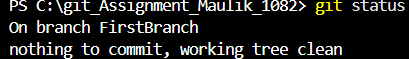 PS C:\git_Assignment_Maulik_1082> git status
On branch FirstBranch
nothing to commit, working tree clean